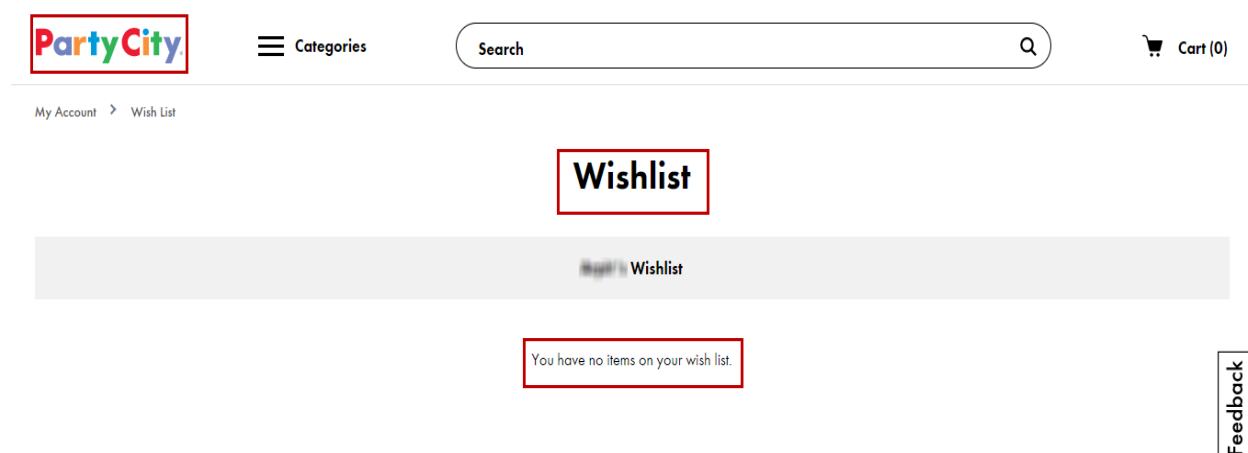 Party City
Categories
Search
Cart (0)
My Account > Wish List
Wishlist
Wishlist
You have no items on your wish list.
Feedback